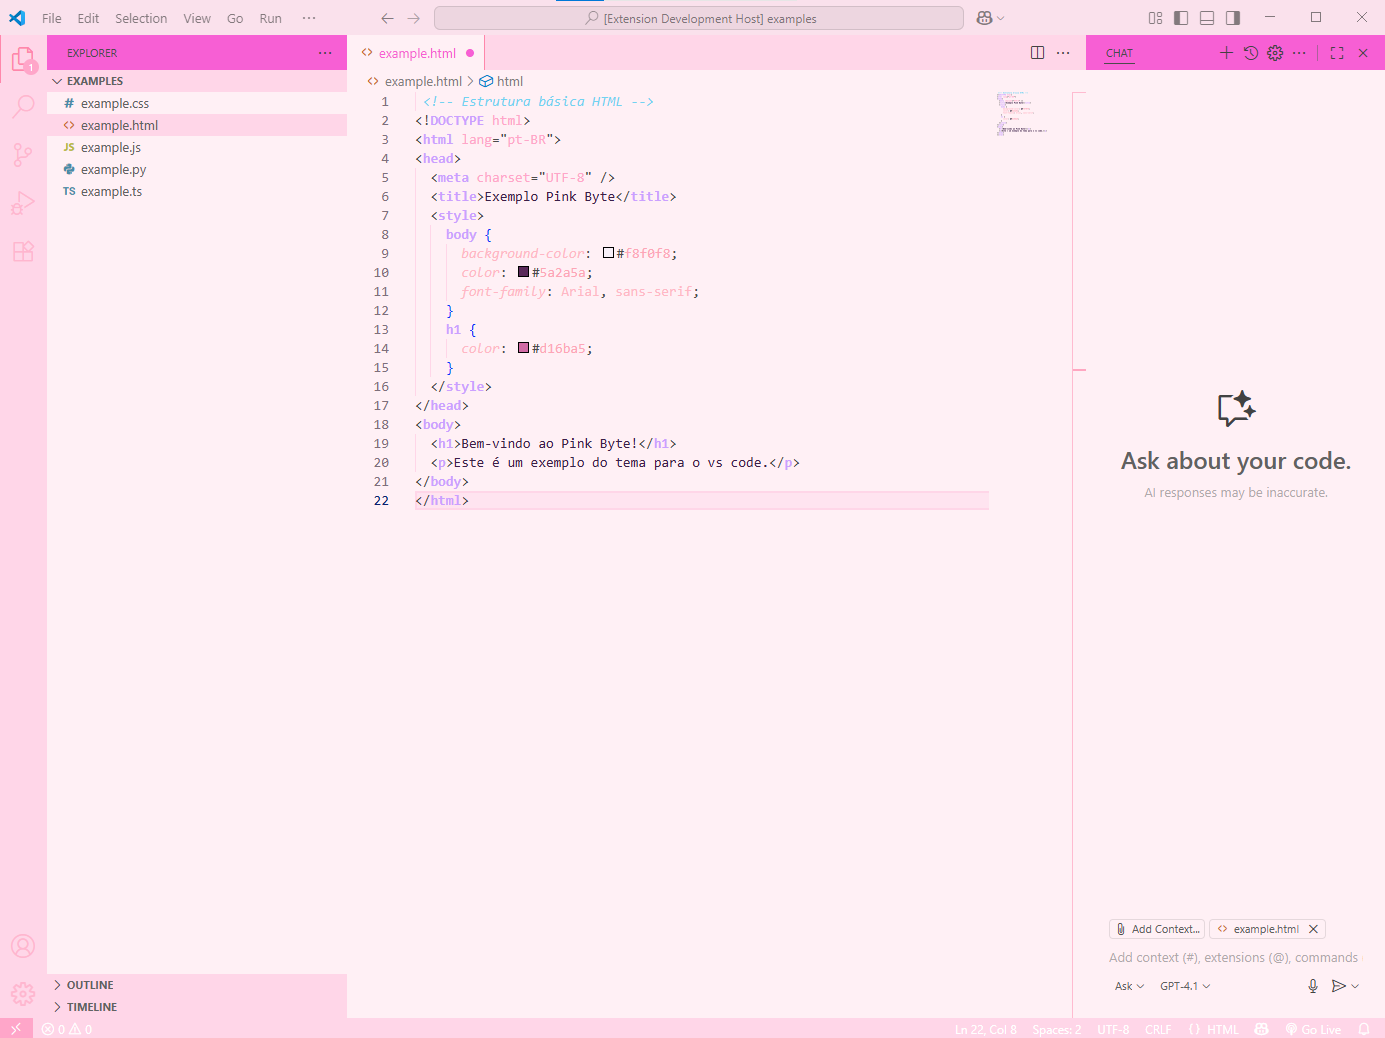 File Edit Selection View Go Run ···
[Extension Development Host] examples
EXPLORER ···
EXAMPLES
# example.css
<> example.html
JS example.js
example.py
TS example.ts
OUTLINE
TIMELINE
1
<> example.html
<> example.html > html
1 <!-- Estrutura básica HTML -->
2 <!DOCTYPE html>
3 <html lang="pt-BR">
4 <head>
5 <meta charset="UTF-8" />
6 <title>Exemplo Pink Byte</title>
7 <style>
8 body {
9 background-color: #f8f0f8;
10 color: #5a2a5a;
11 font-family: Arial, sans-serif;
12 }
13 h1 {
14 color: #d16ba5;
15 }
16 </style>
17 </head>
18 <body>
19 <h1>Bem-vindo ao Pink Byte!</h1>
20 <p>Este é um exemplo do tema para o vs code.</p>
21 </body>
22 </html>
CHAT
Ask about your code.
AI responses may be inaccurate.
Add Context... <> example.html
Add context (#), extensions (@), commands
Ask GPT-4.1
0 0 Ln 22, Col 8 Spaces: 2 UTF-8 CRLF {} HTML Go Live